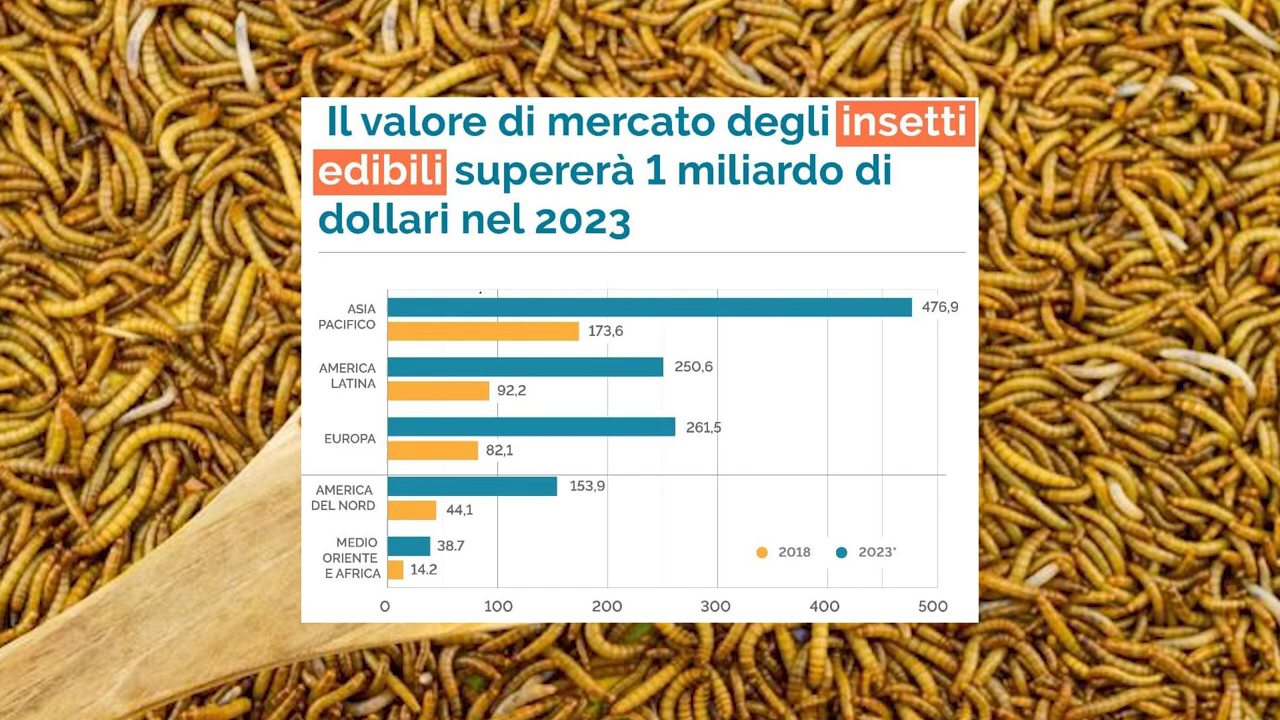 Il valore di mercato degli insetti
edibili supererà 1 miliardo di
dollari nel 2023
ASIA
PACIFICO
476,9
173,6
AMERICA
LATINA
250,6
92,2
EUROPA
261,5
82,1
AMERICA
DEL NORD
153,9
44,1
MEDIO
ORIENTE
E AFRICA
38.7
14.2
2018 2023*
0 100 200 300 400 500